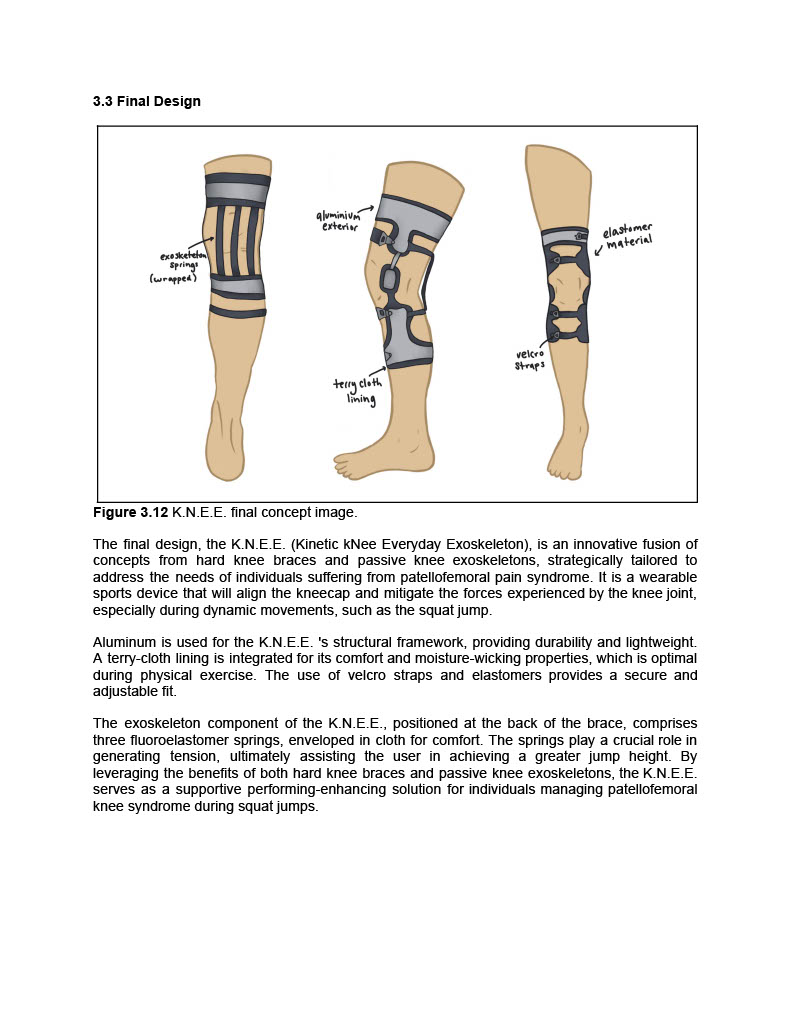 3.3 Final Design
aluminium
exterior
exoskeleton
springs
(wrapped)
elastomer
material
velcro
straps
terry cloth
lining
Figure 3.12 K.N.E.E. final concept image.
The final design, the K.N.E.E. (Kinetic kNee Everyday Exoskeleton), is an innovative fusion of
concepts from hard knee braces and passive knee exoskeletons, strategically tailored to
address the needs of individuals suffering from patellofemoral pain syndrome. It is a wearable
sports device that will align the kneecap and mitigate the forces experienced by the knee joint,
especially during dynamic movements, such as the squat jump.
Aluminum is used for the K.N.E.E. 's structural framework, providing durability and lightweight.
A terry-cloth lining is integrated for its comfort and moisture-wicking properties, which is optimal
during physical exercise. The use of velcro straps and elastomers provides a secure and
adjustable fit.
The exoskeleton component of the K.N.E.E., positioned at the back of the brace, comprises
three fluoroelastomer springs, enveloped in cloth for comfort. The springs play a crucial role in
generating tension, ultimately assisting the user in achieving a greater jump height. By
leveraging the benefits of both hard knee braces and passive knee exoskeletons, the K.N.E.E.
serves as a supportive performing-enhancing solution for individuals managing patellofemoral
knee syndrome during squat jumps.